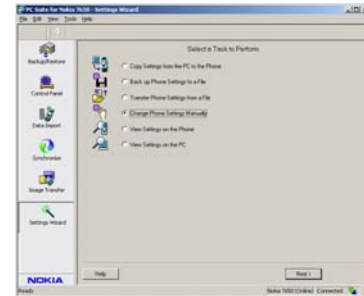 PC Suite for Nokia 7650 - Settings Wizard
File Edit View Tools Help
Select a Task to Perform:
Backup/Restore
Copy Settings from the PC to the Phone
Back up Phone Settings to a File
Control Panel
Transfer Phone Settings from a File
Change Phone Settings Manually
Data Import
View Settings on the Phone
View Settings on the PC
Synchronise
Image Transfer
Settings Wizard
NOKIA
Help
Next >
Ready
Nokia 7650 (Online) Connected